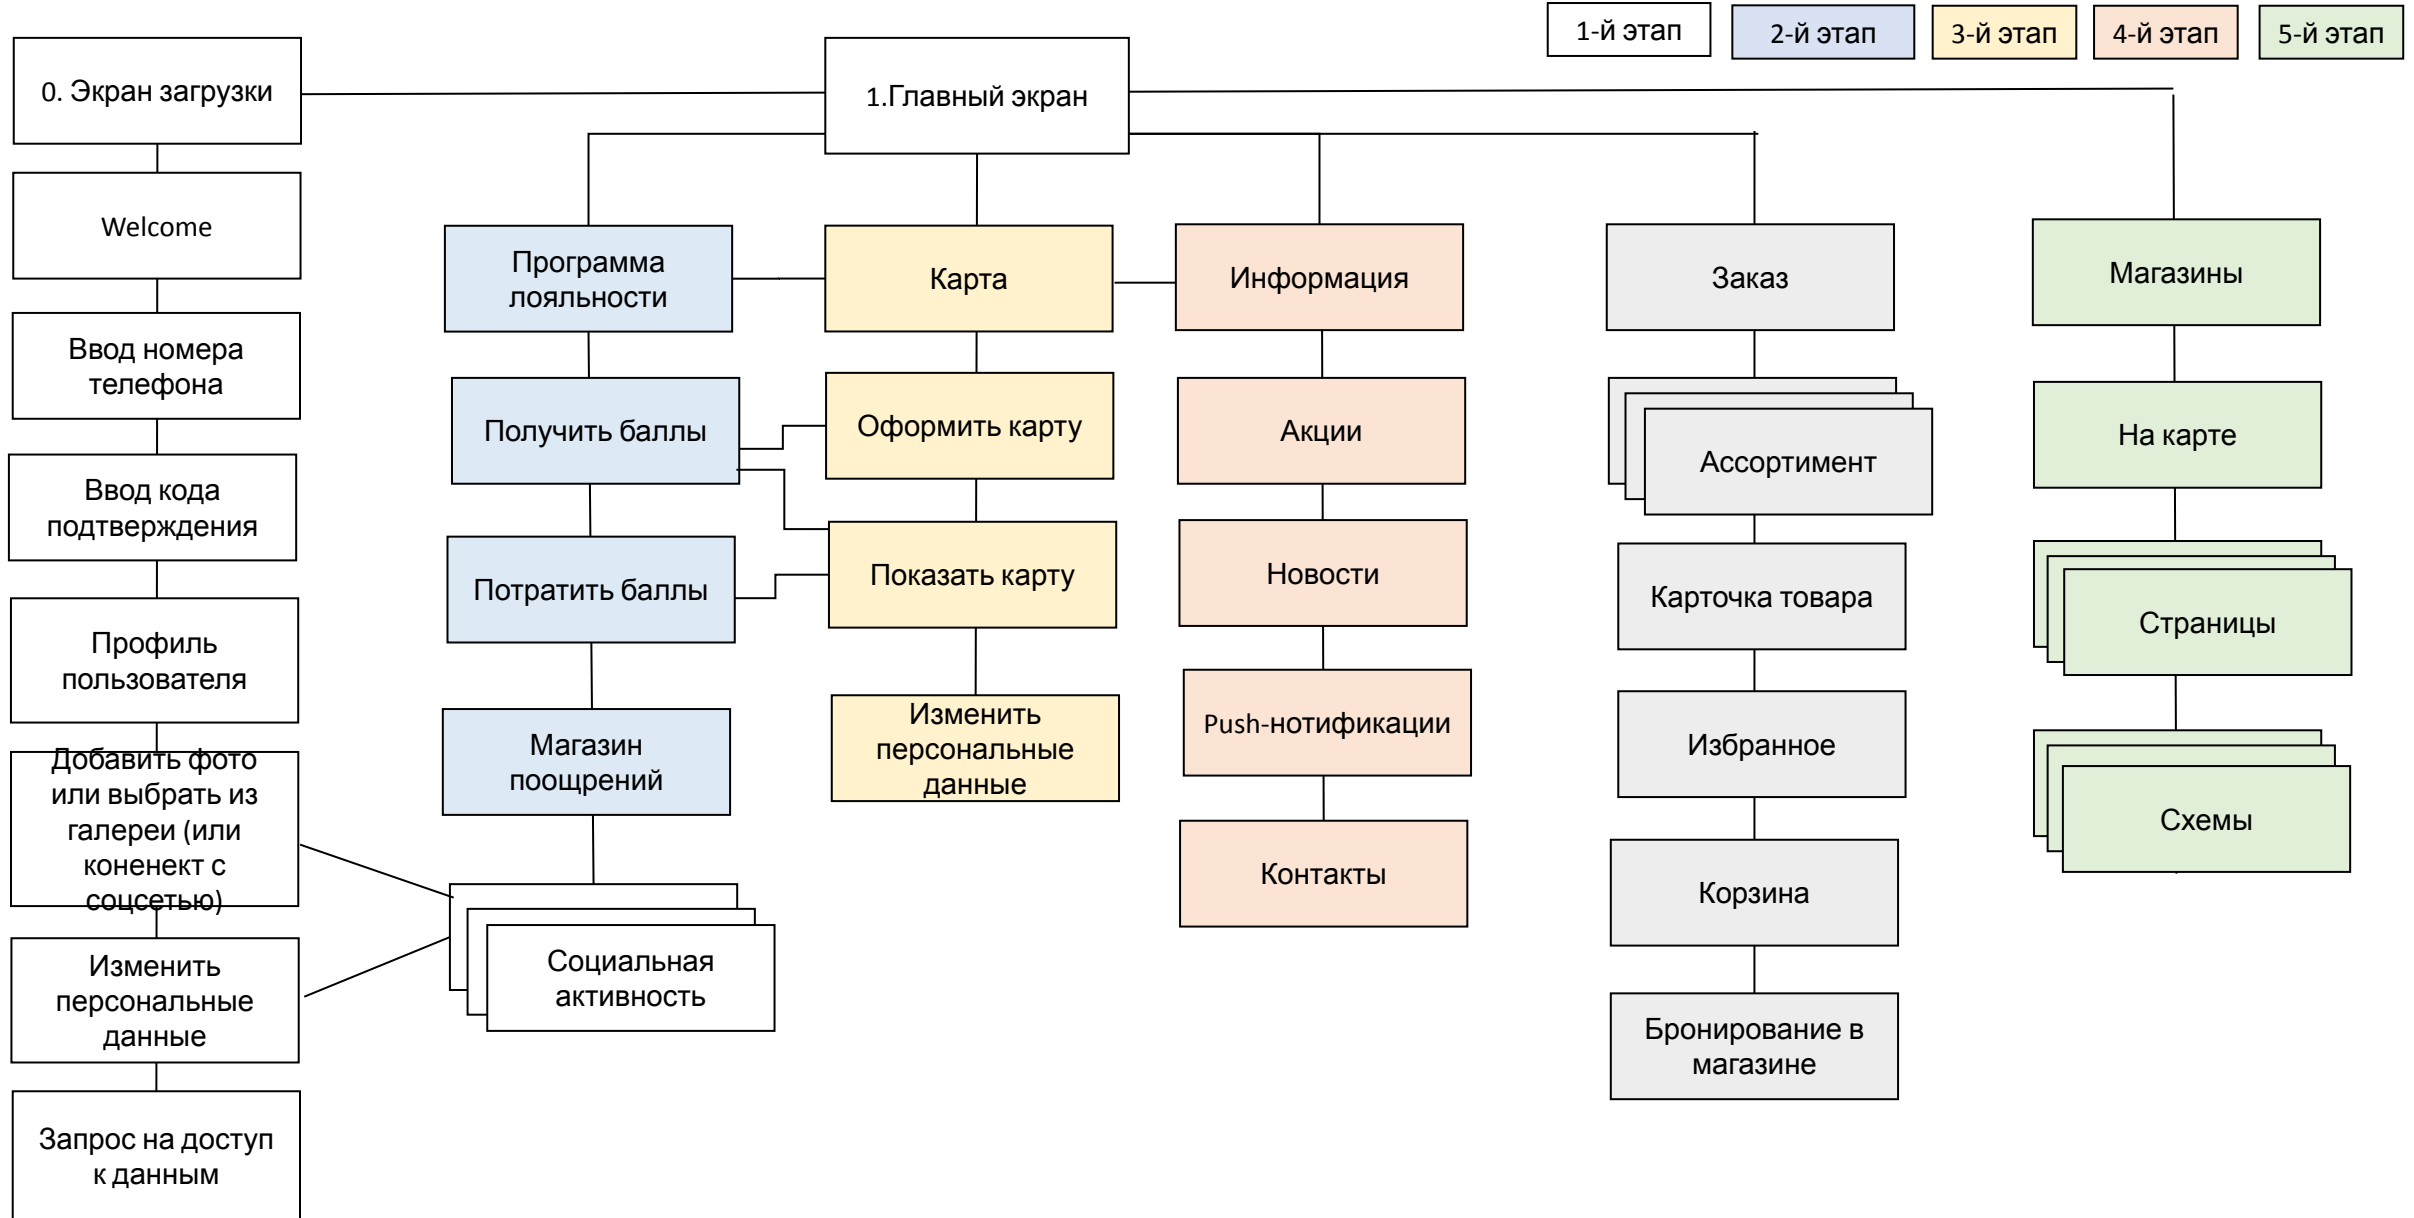 1-й этап
2-й этап
3-й этап
4-й этап
5-й этап
0. Экран загрузки
Welcome
Ввод номера
телефона
Ввод кода
подтверждения
Профиль
пользователя
Добавить фото
или выбрать из
галереи (или
коненект с
соцсетью)
Изменить
персональные
данные
Запрос на доступ
к данным
1.Главный экран
Программа
лояльности
Получить баллы
Потратить баллы
Магазин
поощрений
Социальная
активность
Карта
Оформить карту
Показать карту
Изменить
персональные
данные
Информация
Акции
Новости
Push-нотификации
Контакты
Заказ
Ассортимент
Карточка товара
Избранное
Корзина
Бронирование в
магазине
Магазины
На карте
Страницы
Схемы